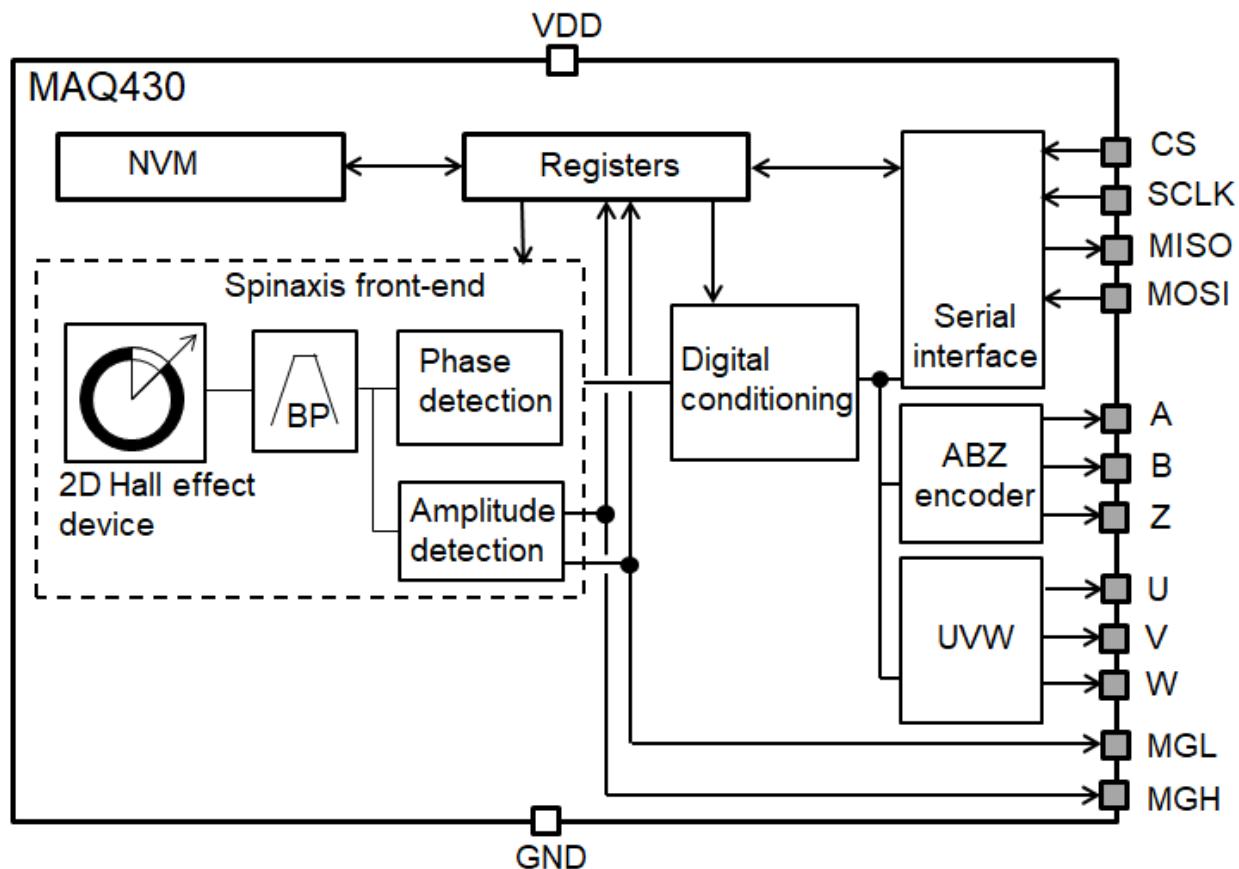 VDD
MAQ430
NVM
Registers
CS
SCLK
MISO
MOSI
Serial
interface
Spinaxis front-end
2D Hall effect
device
BP
Phase
detection
Amplitude
detection
Digital
conditioning
ABZ
encoder
A
B
Z
UVW
U
V
W
MGL
MGH
GND